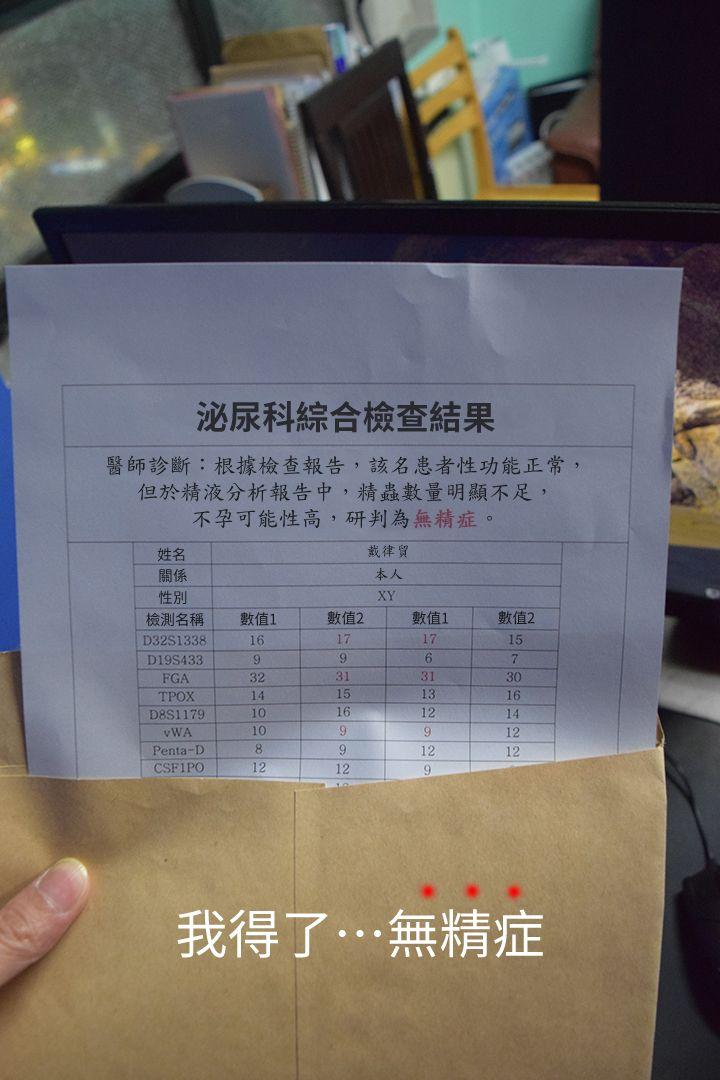 泌尿科綜合檢查結果
醫師診斷：根據檢查報告，該名患者性功能正常，
但於精液分析報告中，精蟲數量明顯不足，
不孕可能性高，研判為無精症。
姓名 戴律貿
關係 本人
性別 XY
檢測名稱 數值1 數值2 數值1 數值2
D32S1338 16 17 17 15
D19S433 9 9 6 7
FGA 32 31 31 30
TPOX 14 15 13 16
D8S1179 10 16 12 14
vWA 10 9 9 12
Penta-D 8 9 12 12
CSF1PO 12 12 9
我得了…無精症